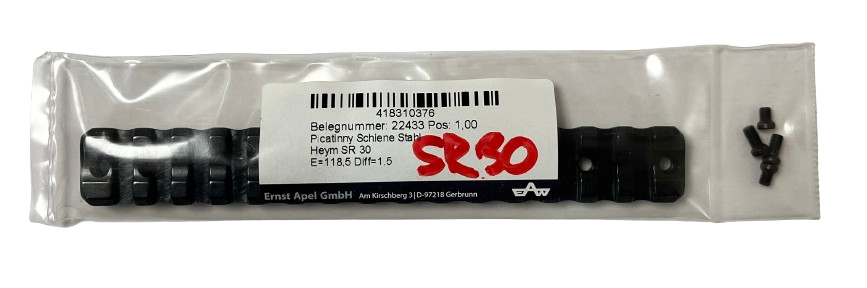 418310376
Belegnummer: 22433 Pos: 1,00
Picatinny Schiene Stahl
Heym SR 30
E=118,5 Diff=1.5
SR30
Ernst Apel GmbH Am Kirschberg 3|D-97218 Gerbrunn
EAW